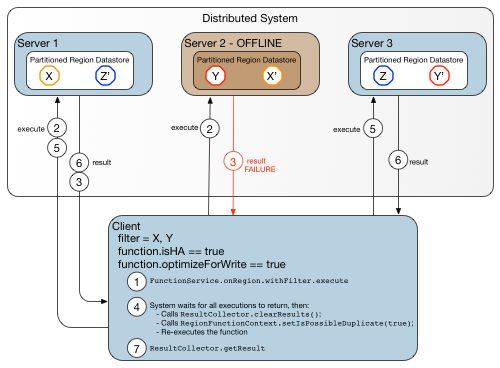 Distributed System
Server 1
Partitioned Region Datastore
X
Z'
Server 2 - OFFLINE
Partitioned Region Datastore
Y
X'
Server 3
Partitioned Region Datastore
Z
Y'
execute
2
5
6
result
3
execute
2
3
result
FAILURE
execute
5
6
result
Client
filter = X, Y
function.isHA == true
function.optimizeForWrite == true
1
FunctionService.onRegion.withFilter.execute
4
System waits for all executions to return, then:
- Calls ResultCollector.clearResults();
- Calls RegionFunctionContext.setIsPossibleDuplicate(true);
- Re-executes the function
7
ResultCollector.getResult